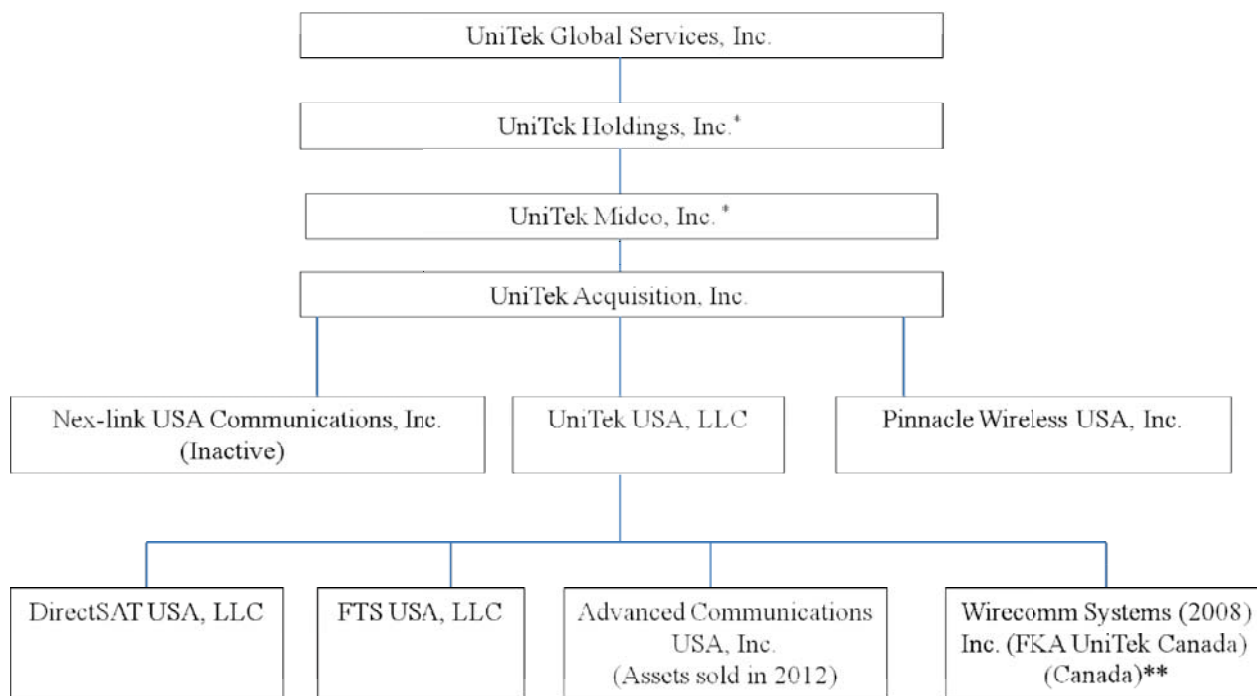 UniTek Global Services, Inc.
UniTek Holdings, Inc.*
UniTek Midco, Inc. *
UniTek Acquisition, Inc.
Nex-link USA Communications, Inc.
(Inactive)
UniTek USA, LLC
Pinnacle Wireless USA, Inc.
DirectSAT USA, LLC
FTS USA, LLC
Advanced Communications
USA, Inc.
(Assets sold in 2012)
Wirecomm Systems (2008)
Inc. (FKA UniTek Canada)
(Canada)**